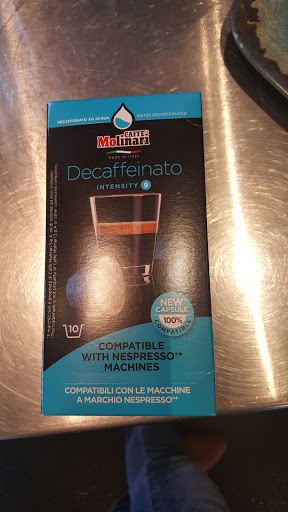 DECAFFEINATO AD ACQUA
WATER DECAFFEINATED
CAFFÈ
Molinari
MADE IN ITALY
Decaffeinato
INTENSITY 9
NEW
CAPSULE
100%
COMPATIBLE
10
COMPATIBLE
WITH NESPRESSO**
MACHINES
COMPATIBILI CON LE MACCHINE
A MARCHIO NESPRESSO**